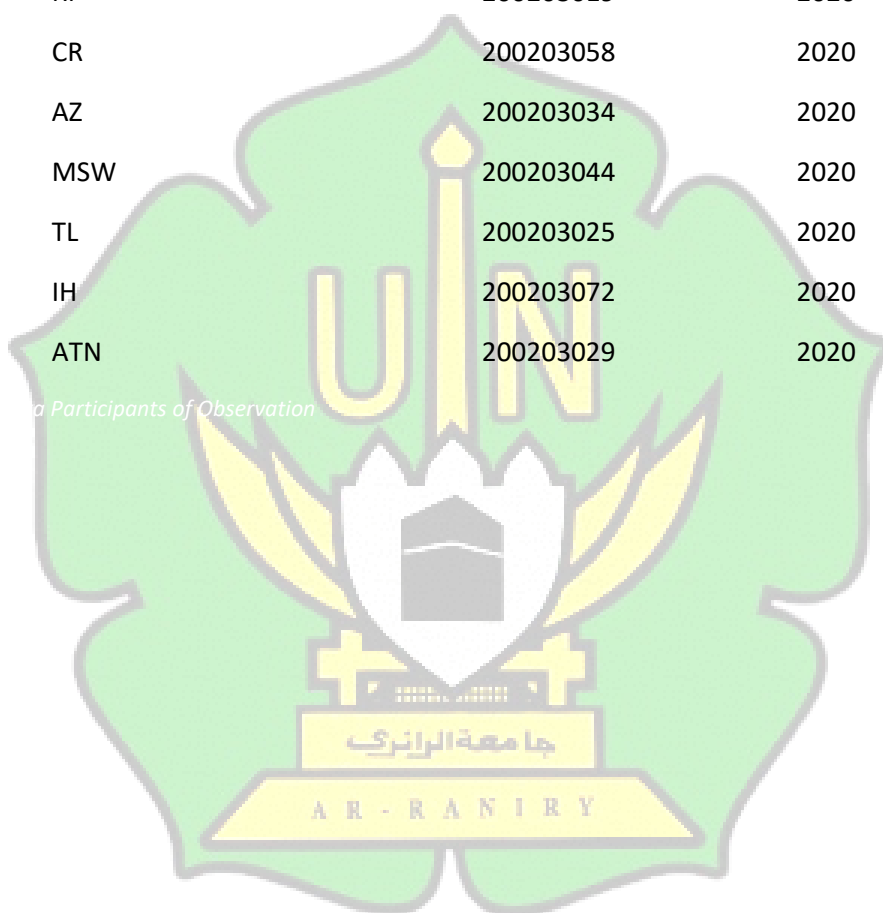 CR 200203058 2020
AZ 200203034 2020
MSW 200203044 2020
TL 200203025 2020
IH 200203072 2020
ATN 200203029 2020
a Participants of Observation
UIN
جامعة الرانري
AR-RANIRY